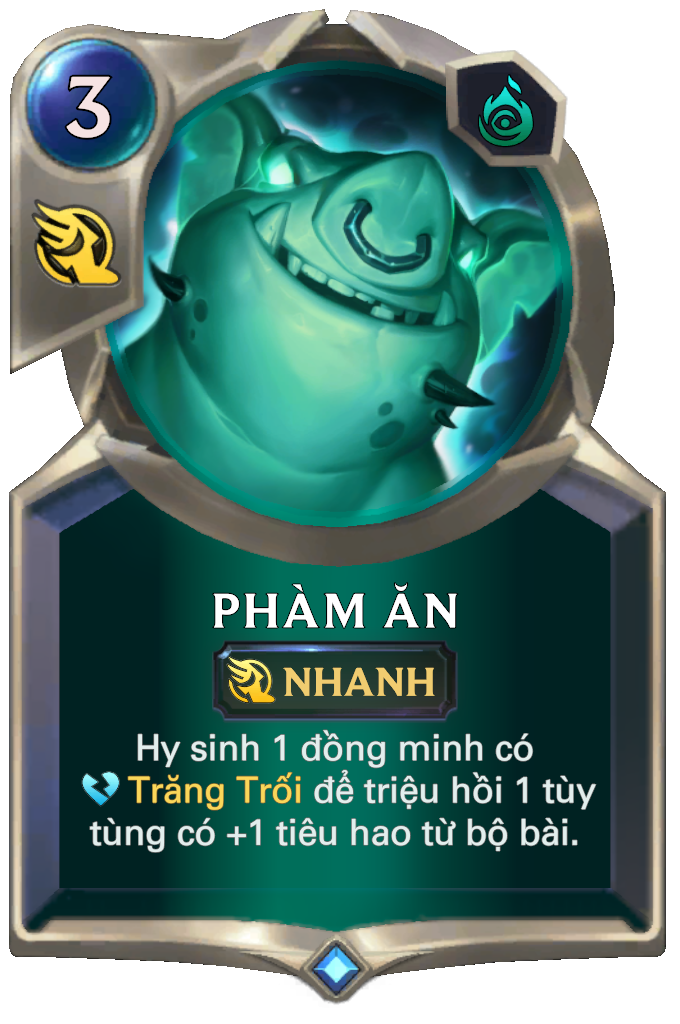 3
PHÀM ĂN
NHANH
Hy sinh 1 đồng minh có
Trăng Trối để triệu hồi 1 tùy
tùng có +1 tiêu hao từ bộ bài.